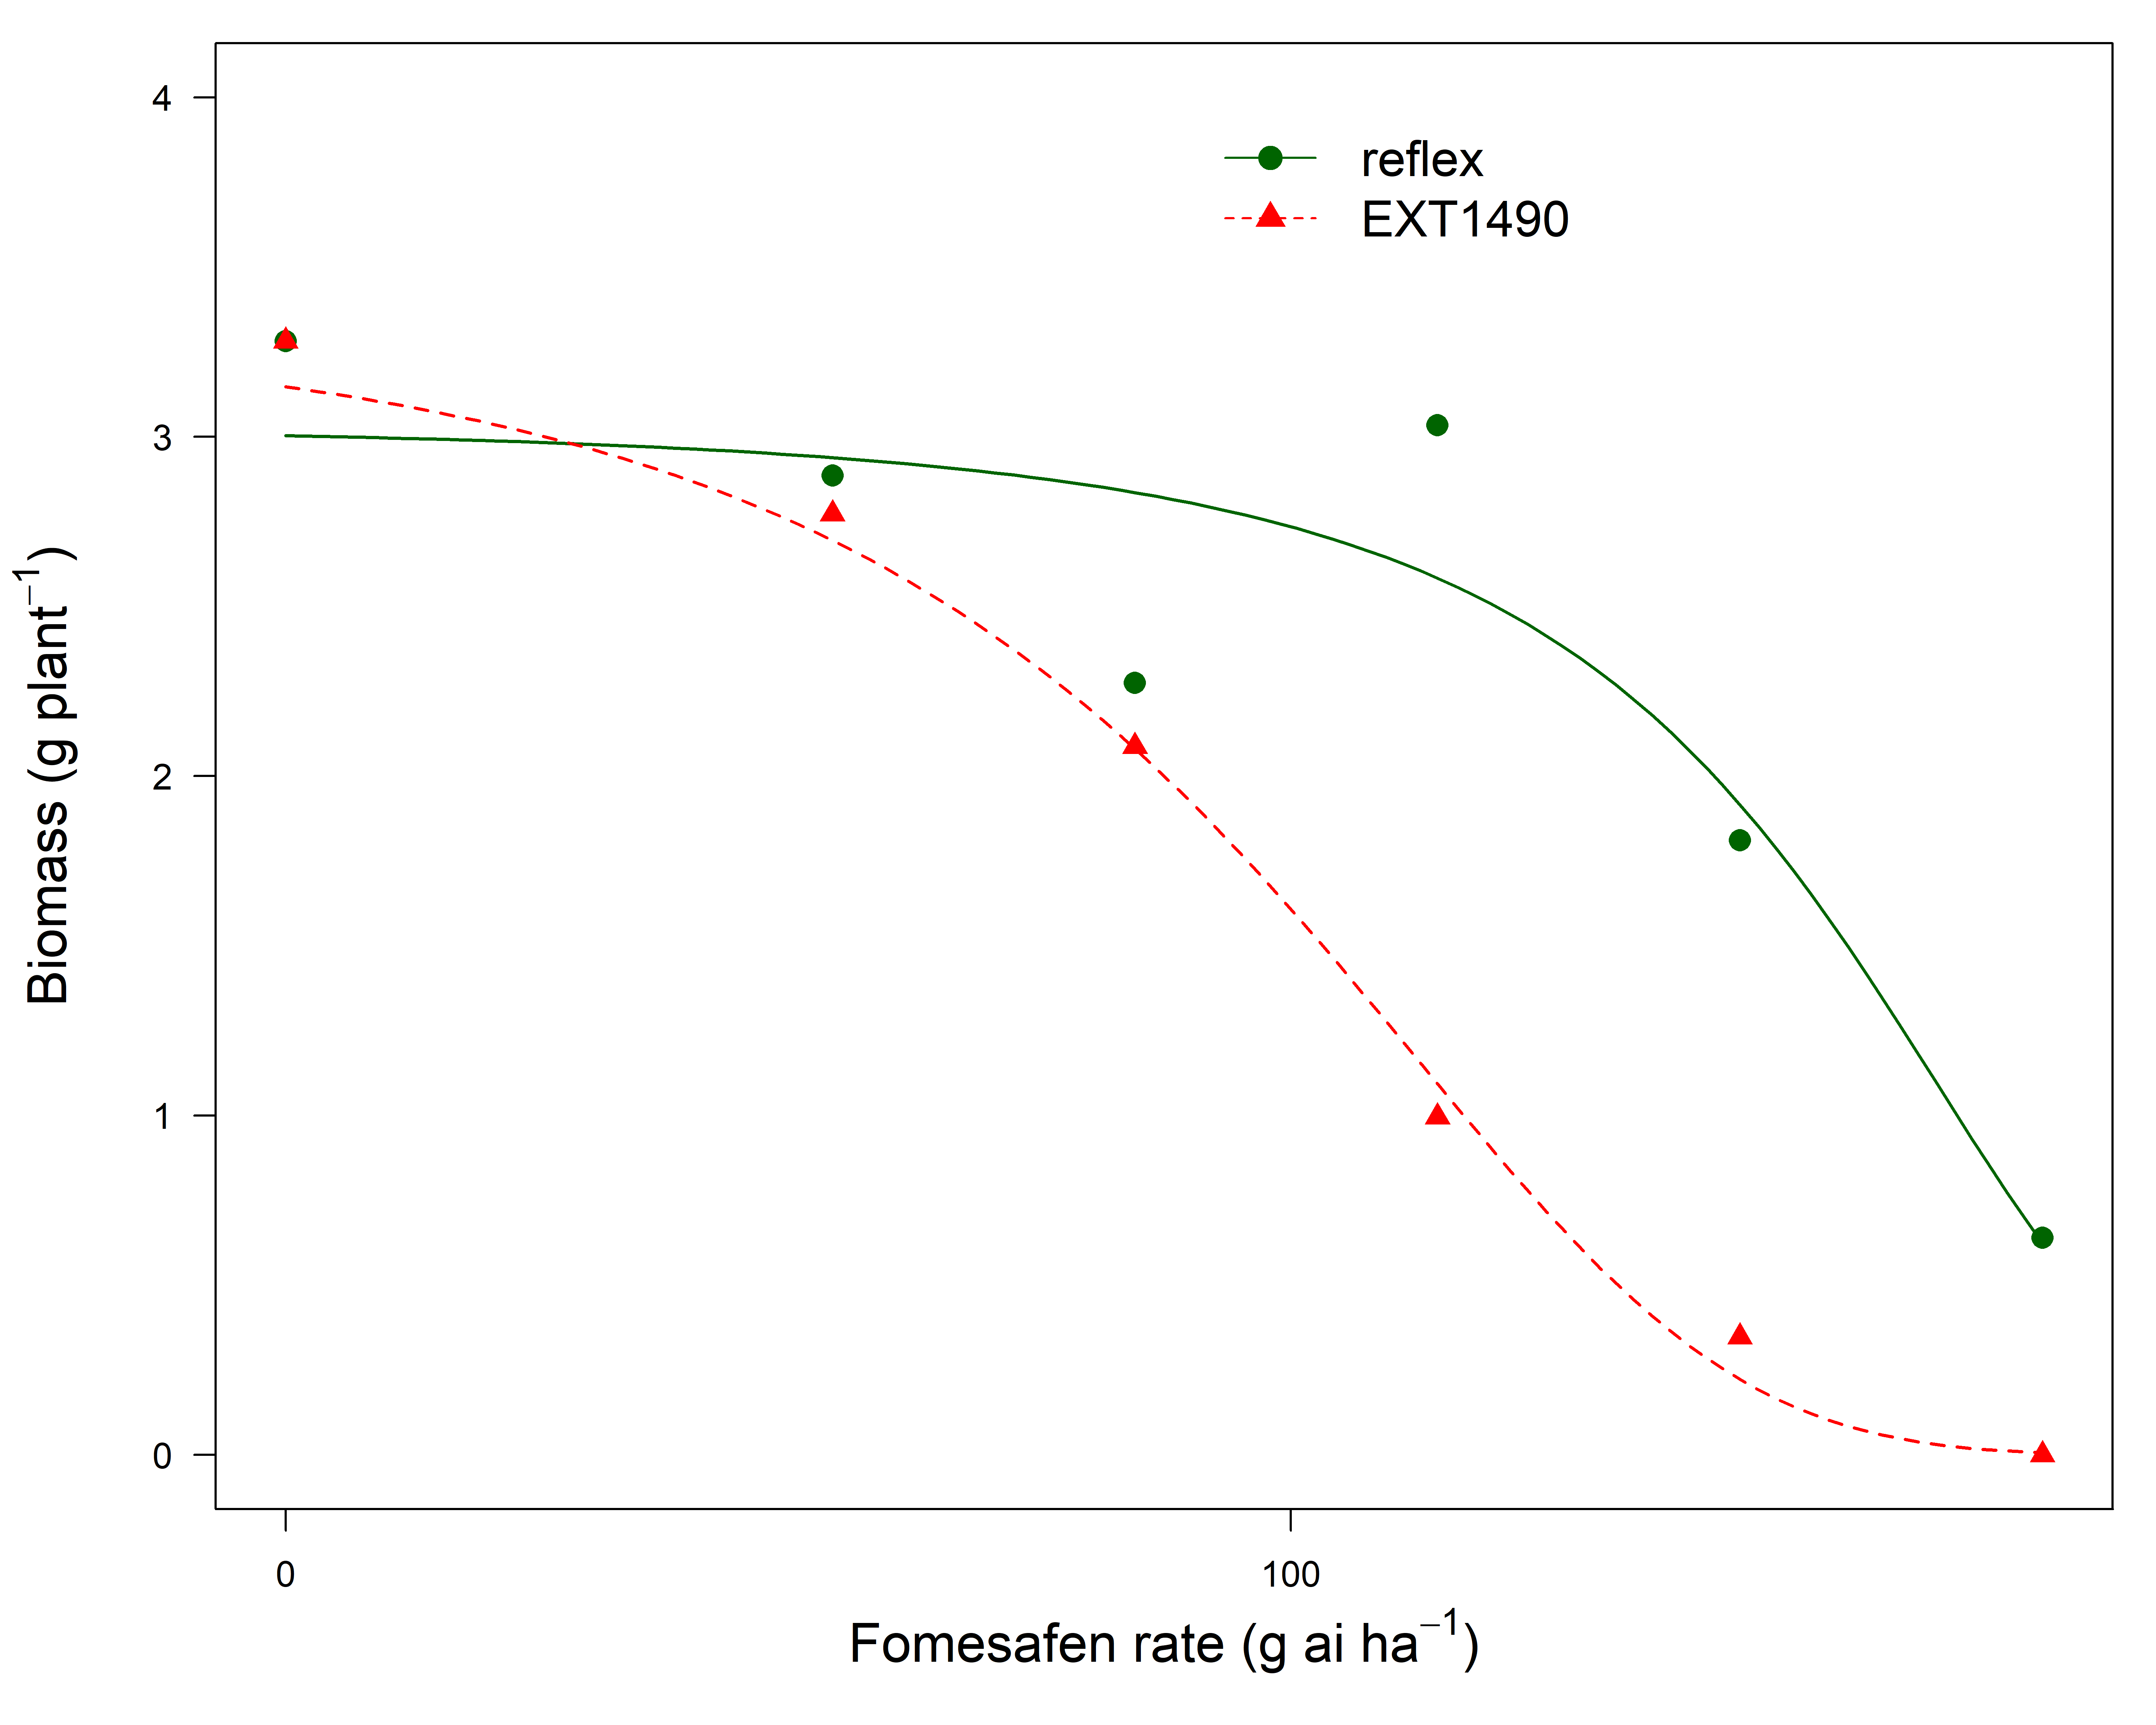 4
3
2
1
0
reflex
EXT1490
Biomass (g plant⁻¹)
0
100
Fomesafen rate (g ai ha⁻¹)